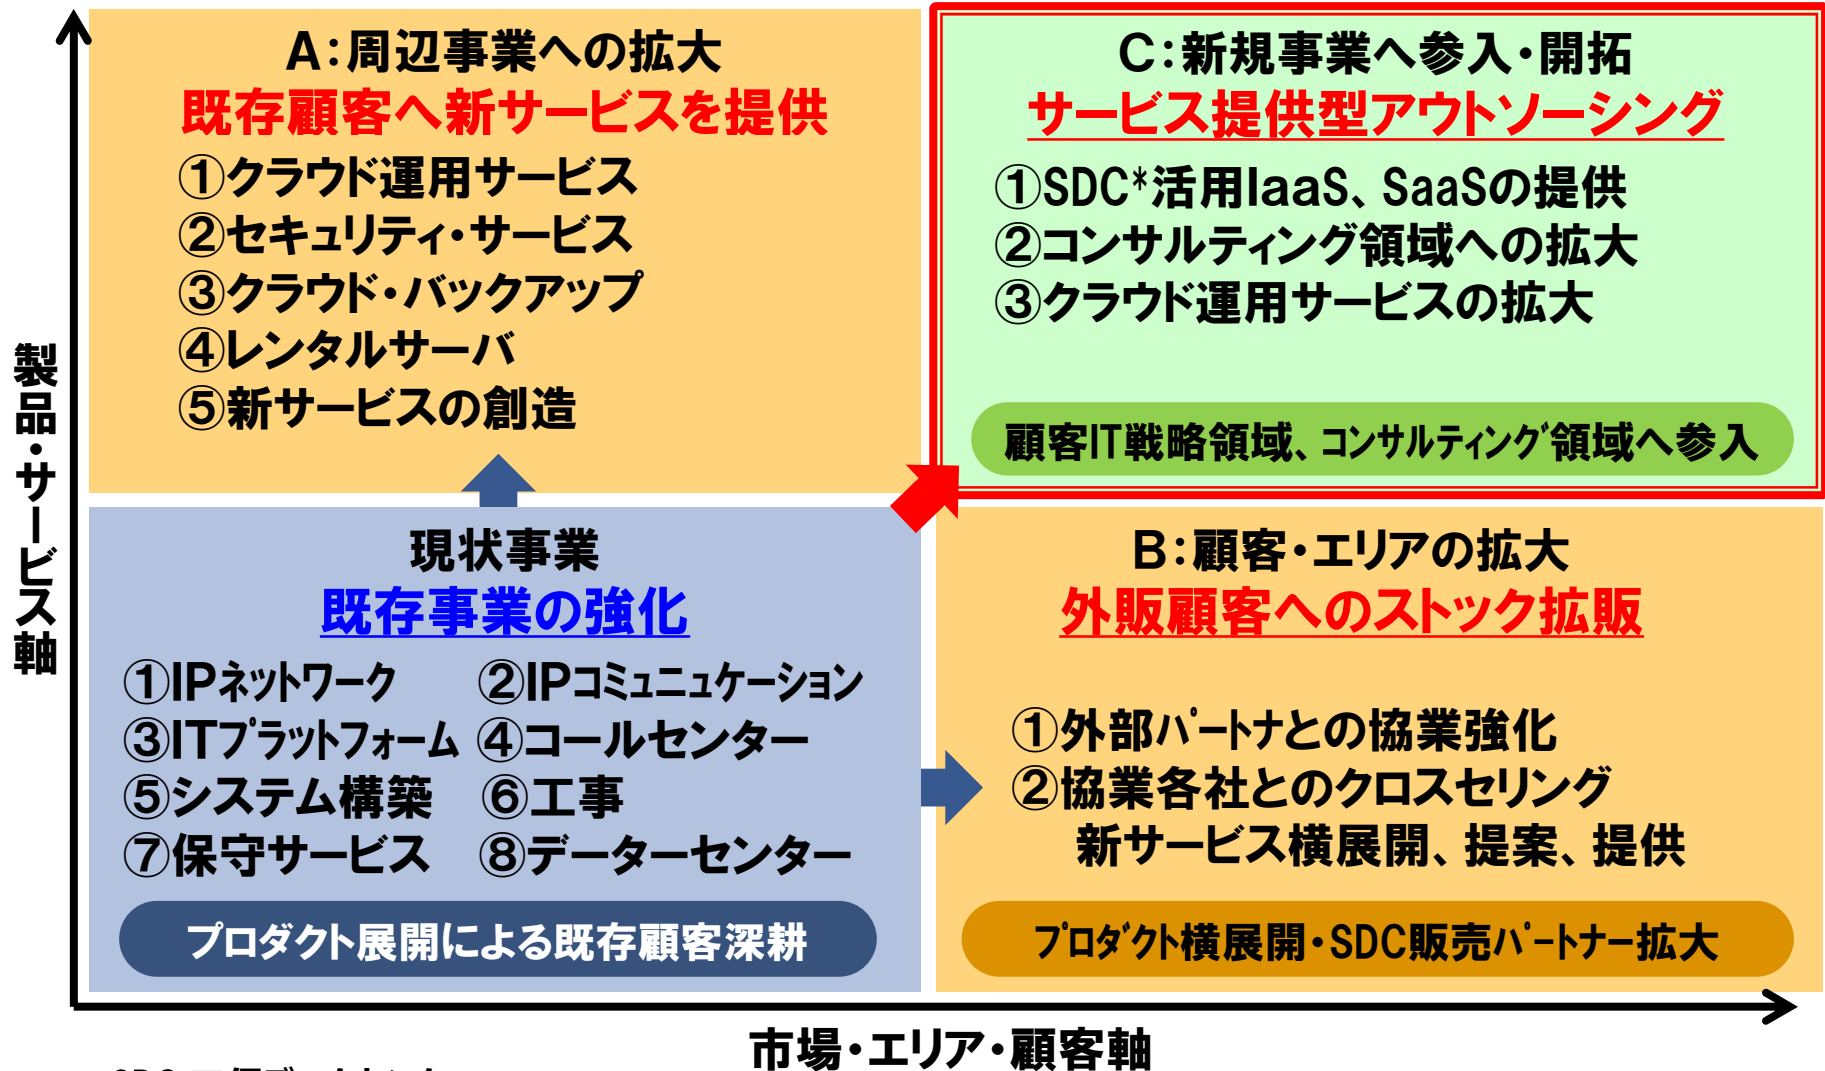 A：周辺事業への拡大
既存顧客へ新サービスを提供
①クラウド運用サービス
②セキュリティ・サービス
③クラウド・バックアップ
④レンタルサーバ
⑤新サービスの創造
C：新規事業へ参入・開拓
サービス提供型アウトソーシング
①SDC*活用IaaS、SaaSの提供
②コンサルティング領域への拡大
③クラウド運用サービスの拡大
顧客IT戦略領域、コンサルティング領域へ参入
製品・サービス軸
現状事業
既存事業の強化
①IPネットワーク ②IPコミュニュケーション
③ITプラットフォーム ④コールセンター
⑤システム構築 ⑥工事
⑦保守サービス ⑧データーセンター
プロダクト展開による既存顧客深耕
B：顧客・エリアの拡大
外販顧客へのストック拡販
①外部パートナとの協業強化
②協業各社とのクロスセリング
新サービス横展開、提案、提供
プロダクト横展開・SDC販売パートナー拡大
市場・エリア・顧客軸